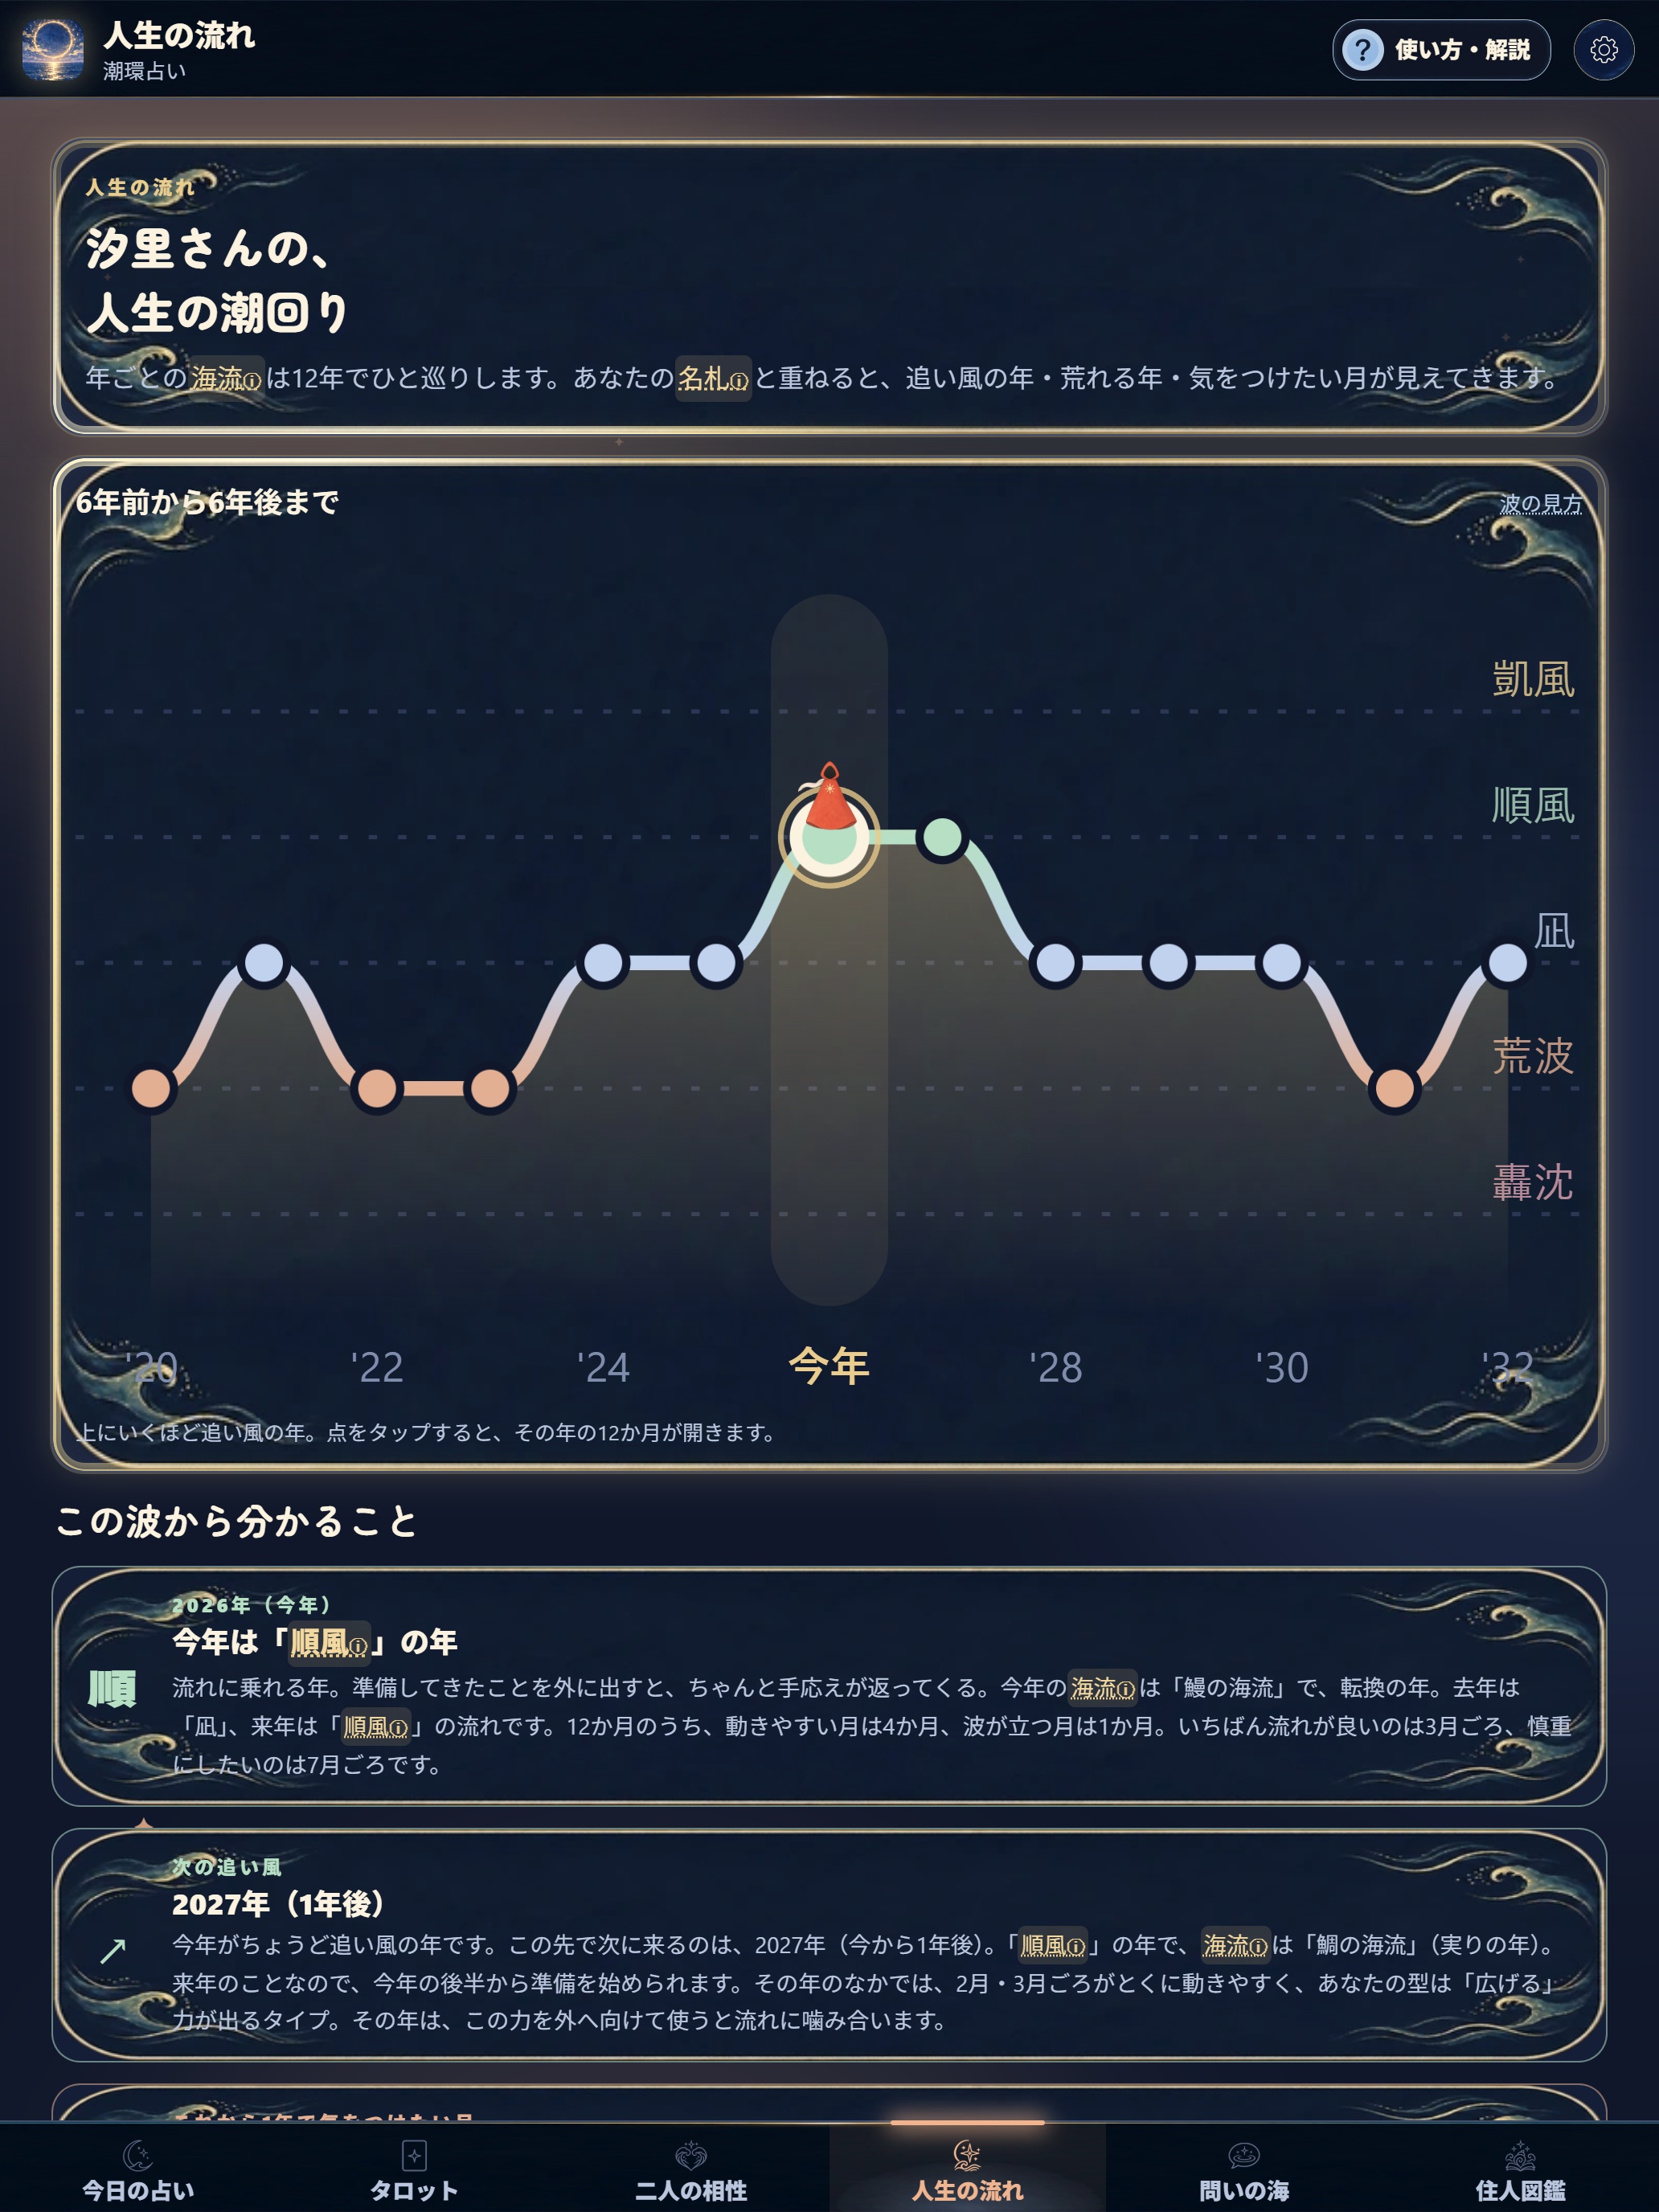 人生の流れ
潮環占い
? 使い方・解説
人生の流れ
汐里さんの、
人生の潮回り
年ごとの海流ⓘは12年でひと巡りします。あなたの名札ⓘと重ねると、追い風の年・荒れる年・気をつけたい月が見えてきます。
6年前から6年後まで
波の見方
凱風
順風
凪
荒波
轟沈
'20 '22 '24 今年 '28 '30 '32
上にいくほど追い風の年。点をタップすると、その年の12か月が開きます。
この波から分かること
2026年（今年）
今年は「順風ⓘ」の年
順
流れに乗れる年。準備してきたことを外に出すと、ちゃんと手応えが返ってくる。今年の海流ⓘは「鰻の海流」で、転換の年。去年は
「凪」、来年は「順風ⓘ」の流れです。12か月のうち、動きやすい月は4か月、波が立つ月は1か月。いちばん流れが良いのは3月ごろ、慎重
にしたいのは7月ごろです。
次の追い風
2027年（1年後）
↗
今年がちょうど追い風の年です。この先で次に来るのは、2027年（今から1年後）。「順風ⓘ」の年で、海流ⓘは「鯛の海流」（実りの年）。
来年のことなので、今年の後半から準備を始められます。その年のなかでは、2月・3月ごろがとくに動きやすく、あなたの型は「広げる」
力が出るタイプ。その年は、この力を外へ向けて使うと流れに噛み合います。
今日の占い
タロット
二人の相性
人生の流れ
問いの海
住人図鑑